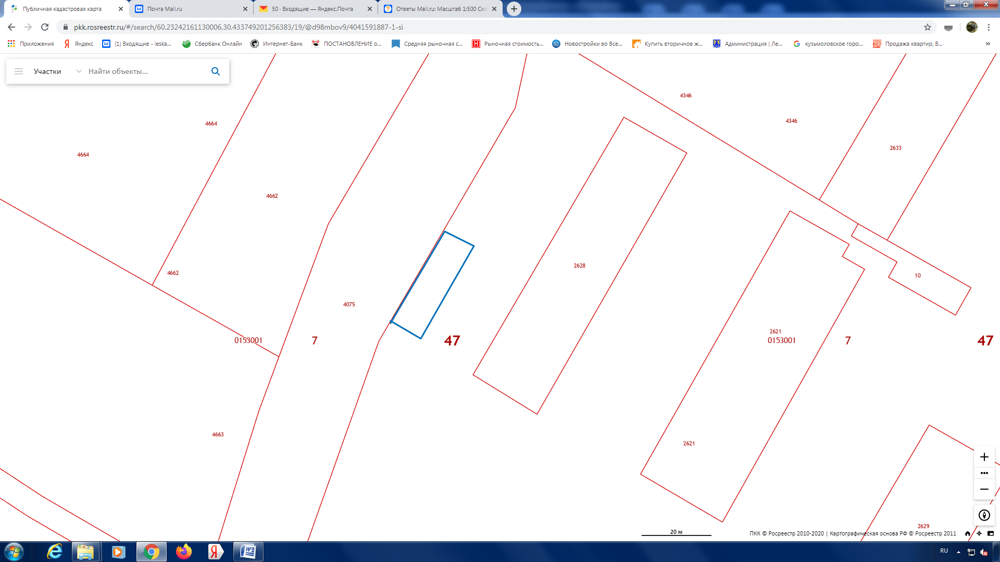 Публичная кадастровая карта
Почта Mail.ru
50 · Входящие — Яндекс.Почта
Ответы Mail.ru: Масштаб 1:500 Ско
pkk.rosreestr.ru/#/search/60.23242161130006,30.433749201256383/19/@d98mbov9/4041591887-1-si
Приложения
Яндекс
(1) Входящие - leska...
Сбербанк Онлайн
Интернет-Банк
ПОСТАНОВЛЕНИЕ о...
Средняя рыночная с...
Рыночная стоимость...
Новостройки во Все...
Купить вторичное ж...
Администрация | Ле...
кузьмоловское горо...
Продажа квартир, В...
»
Участки
Найти объекты...
4346
4346
4664
4664
2633
4662
4662
2628
10
4075
2621
0153001
7
47
0153001
7
47
4663
2621
2629
20 м
ПКК © Росреестр 2010-2020 | Картографическая основа РФ © Росреестр 2011
RU